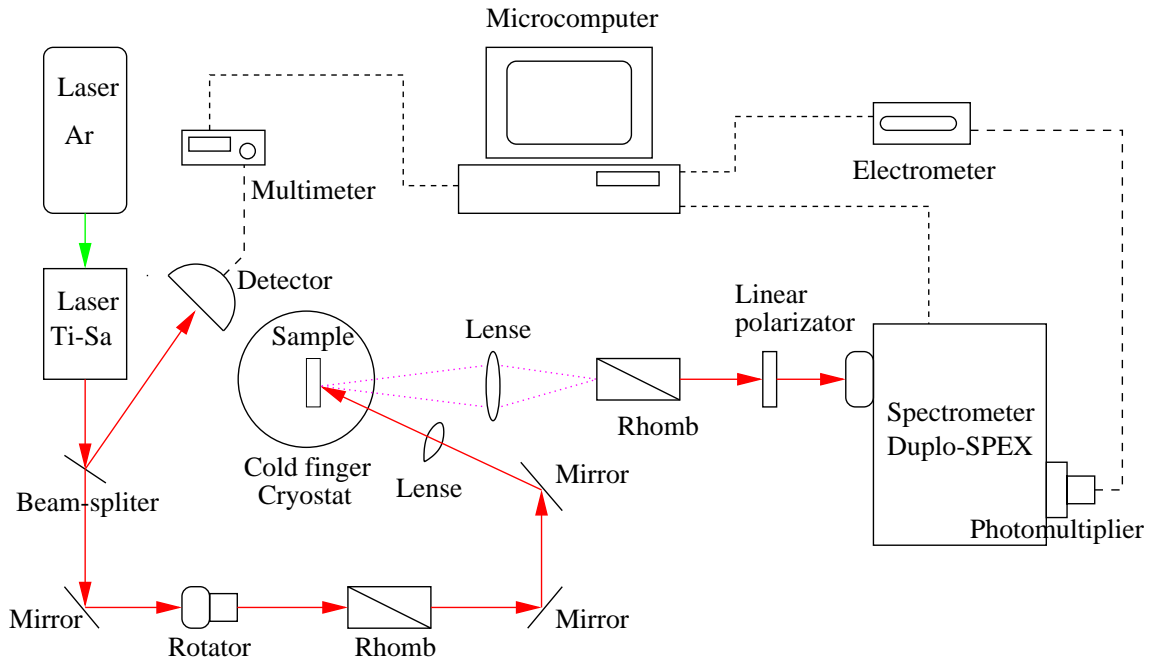 Microcomputer
Laser
Ar
Multimeter
Electrometer
Laser
Ti-Sa
Detector
Sample
Lense
Linear
polarizator
Rhomb
Spectrometer
Duplo-SPEX
Cold finger
Cryostat
Lense
Mirror
Beam-spliter
Photomultiplier
Mirror
Rotator
Rhomb
Mirror